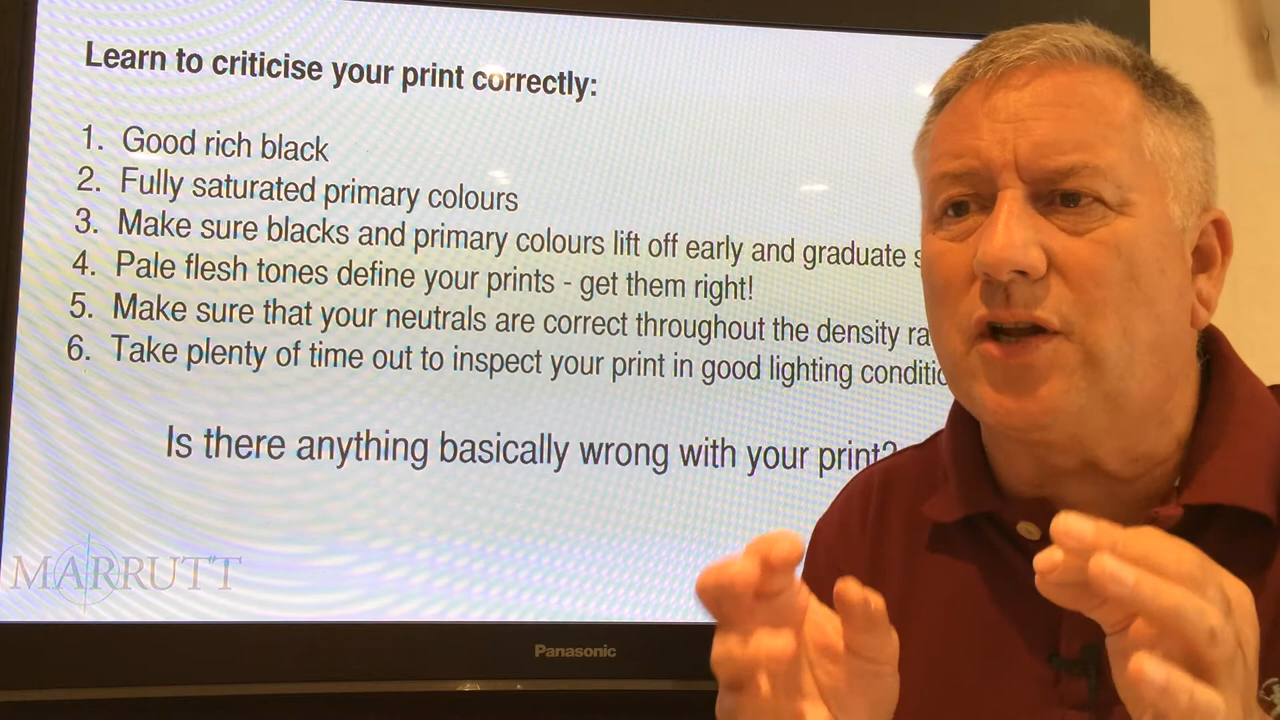 Learn to criticise your print correctly:
1. Good rich black
2. Fully saturated primary colours
3. Make sure blacks and primary colours lift off early and graduate
4. Pale flesh tones define your prints - get them right!
5. Make sure that your neutrals are correct throughout the density
6. Take plenty of time out to inspect your print in good lighting
Is there anything basically wrong with your print?
MARRUTT
Panasonic